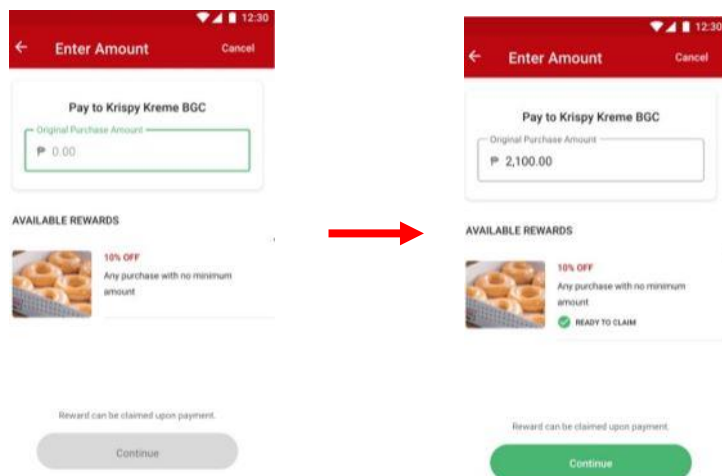 12:30
Enter Amount
Cancel
Pay to Krispy Kreme BGC
Original Purchase Amount
₱ 0.00
AVAILABLE REWARDS
10% OFF
Any purchase with no minimum
amount
Reward can be claimed upon payment.
Continue
12:30
Enter Amount
Cancel
Pay to Krispy Kreme BGC
Original Purchase Amount
₱ 2,100.00
AVAILABLE REWARDS
10% OFF
Any purchase with no minimum
amount
READY TO CLAIM
Reward can be claimed upon payment.
Continue